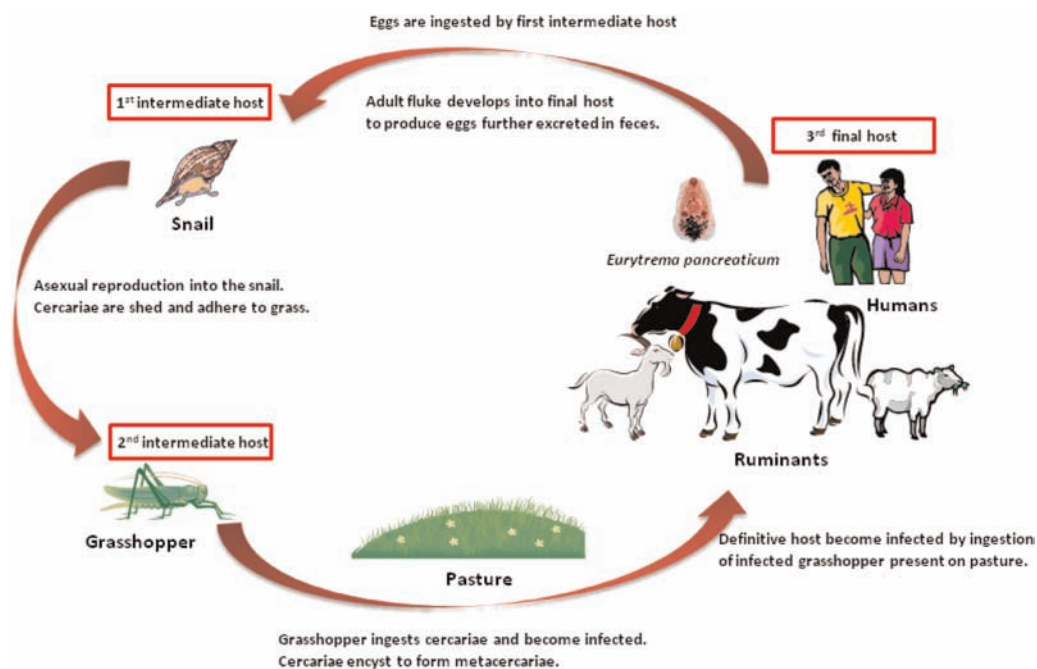 Eggs are ingested by first intermediate host
1st intermediate host
Adult fluke develops into final host
to produce eggs further excreted in feces.
3rd final host
Snail
Eurytrema pancreaticum
Humans
Asexual reproduction into the snail.
Cercariae are shed and adhere to grass.
2nd intermediate host
Ruminants
Grasshopper
Pasture
Definitive host become infected by ingestion
of infected grasshopper present on pasture.
Grasshopper ingests cercariae and become infected.
Cercariae encyst to form metacercariae.